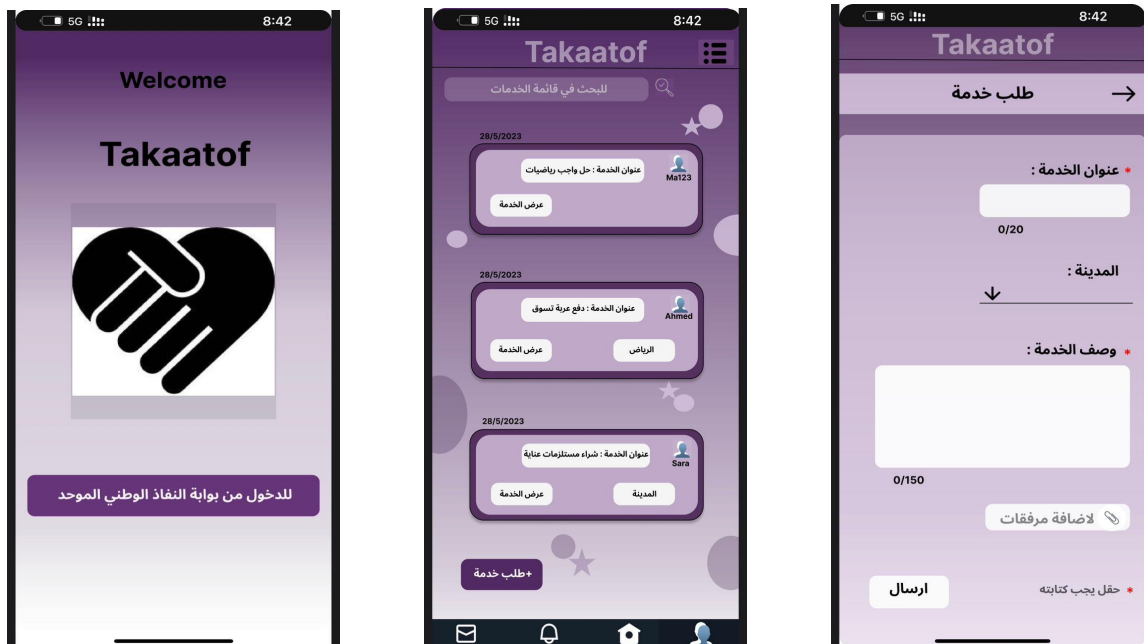 5G 8:42
Welcome
Takaatof
للدخول من بوابة النفاذ الوطني الموحد
5G 8:42
Takaatof
للبحث في قائمة الخدمات
28/5/2023
عنوان الخدمة : حل واجب رياضيات
Ma123
عرض الخدمة
28/5/2023
عنوان الخدمة : دفع عربة تسوق
Ahmed
الرياض
عرض الخدمة
28/5/2023
عنوان الخدمة : شراء مستلزمات عناية
Sara
المدينة
عرض الخدمة
+طلب خدمة
5G 8:42
Takaatof
طلب خدمة
* عنوان الخدمة :
0/20
المدينة :
* وصف الخدمة :
0/150
لاضافة مرفقات
* حقل يجب كتابته
ارسال